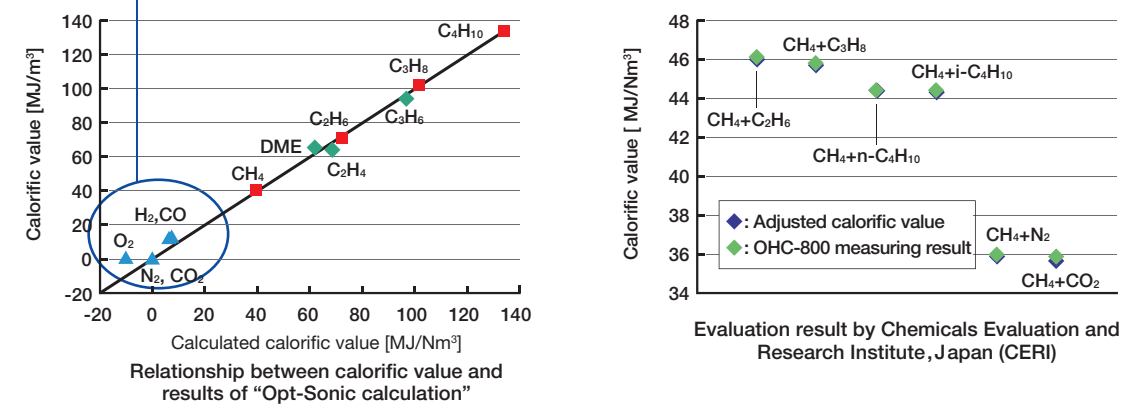 Calorific value [MJ/m³]
140
120
100
80
60
40
20
0
-20
-20 0 20 40 60 80 100 120 140
C₄H₁₀
C₃H₈
C₃H₆
C₂H₆
DME
C₂H₄
CH₄
H₂,CO
O₂
N₂, CO₂
Calculated calorific value [MJ/Nm³]
Relationship between calorific value and
results of “Opt-Sonic calculation”
Calorific value [ MJ/Nm³]
48
46
44
42
40
38
36
34
CH₄+C₃H₈
CH₄+i-C₄H₁₀
CH₄+C₂H₆
CH₄+n-C₄H₁₀
: Adjusted calorific value
: OHC-800 measuring result
CH₄+N₂
CH₄+CO₂
Evaluation result by Chemicals Evaluation and
Research Institute, Japan (CERI)